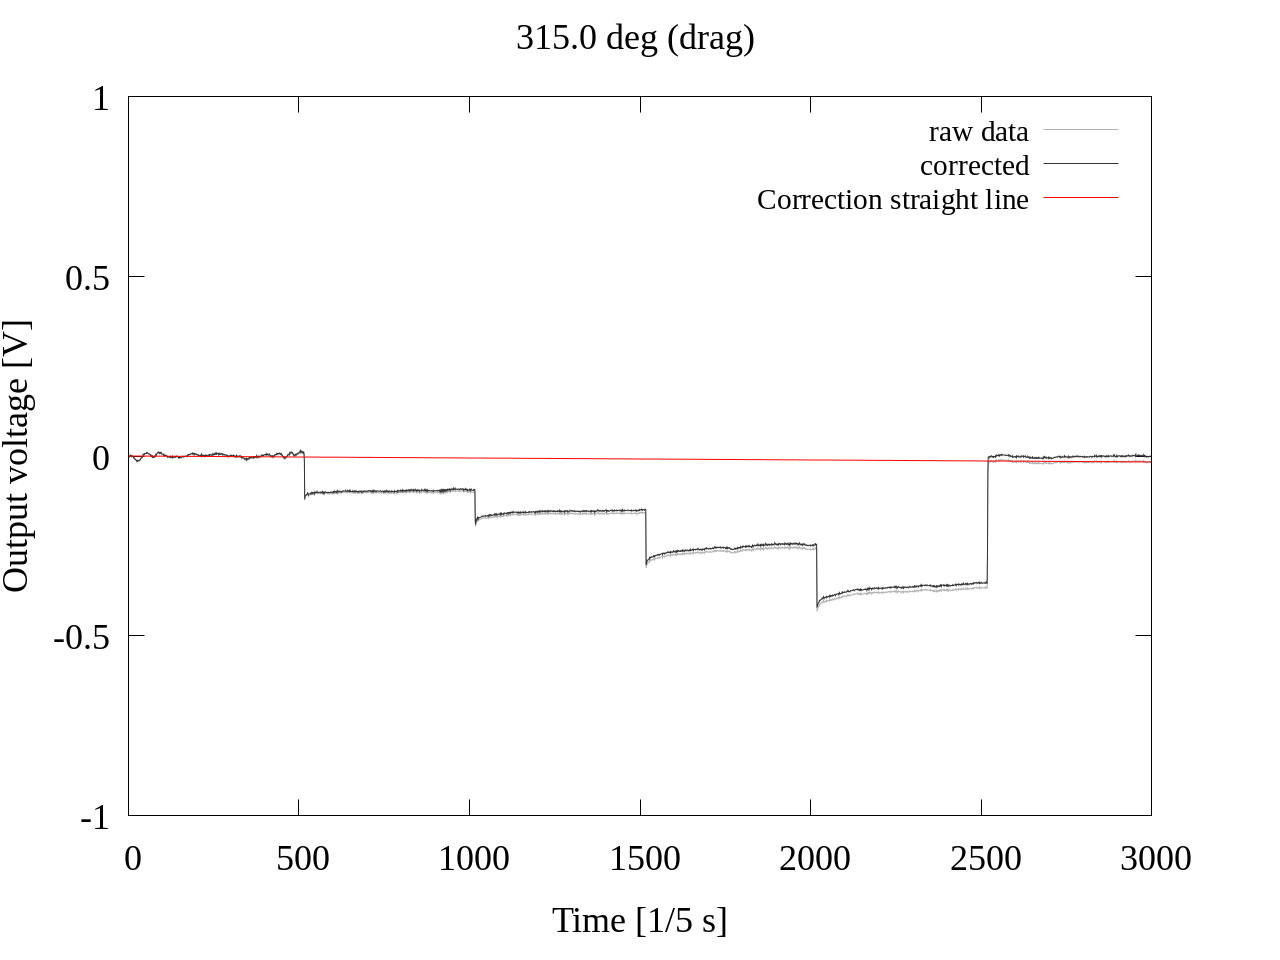 315.0 deg (drag)
raw data
corrected
Correction straight line
Output voltage [V]
1
0.5
0
-0.5
-1
0 500 1000 1500 2000 2500 3000
Time [1/5 s]